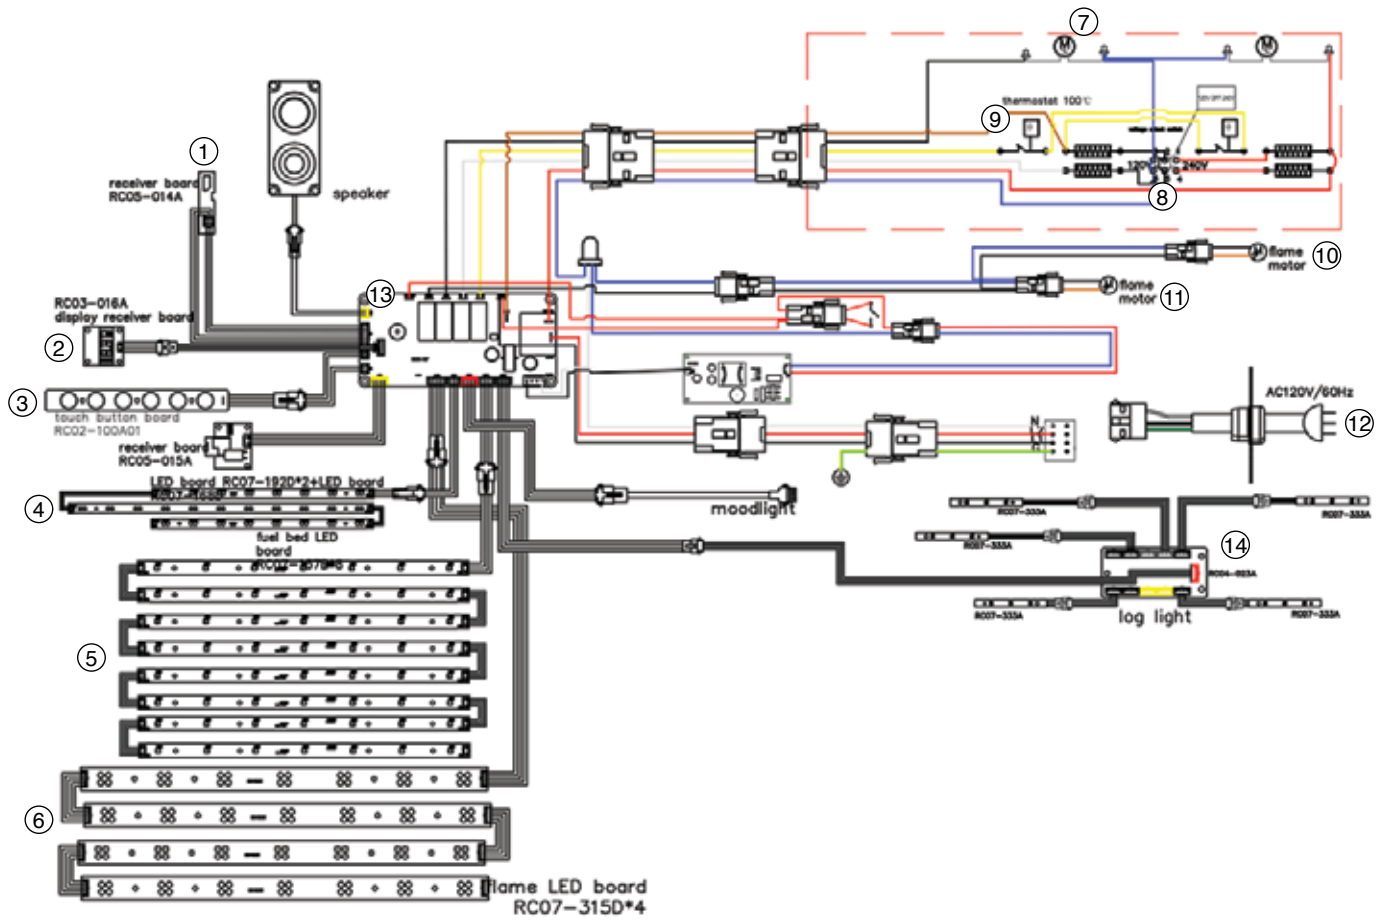 7
9
thermostat 100℃
1
receiver board
RC05-014A
speaker
120V
240V
8
flame
motor
10
13
flame
motor
11
RC03-016A
display receiver board
2
3
touch button board
RC02-100A01
receiver board
RC05-015A
AC120V/60Hz
12
N
LED board RC07-192D*2+LED board
4
moodlight
fuel bed LED
board
RC07-333A
RC07-333A
RC07-333A
14
RC04-023A
RC07-333A
RC07-333A
log light
5
6
flame LED board
RC07-315D*4